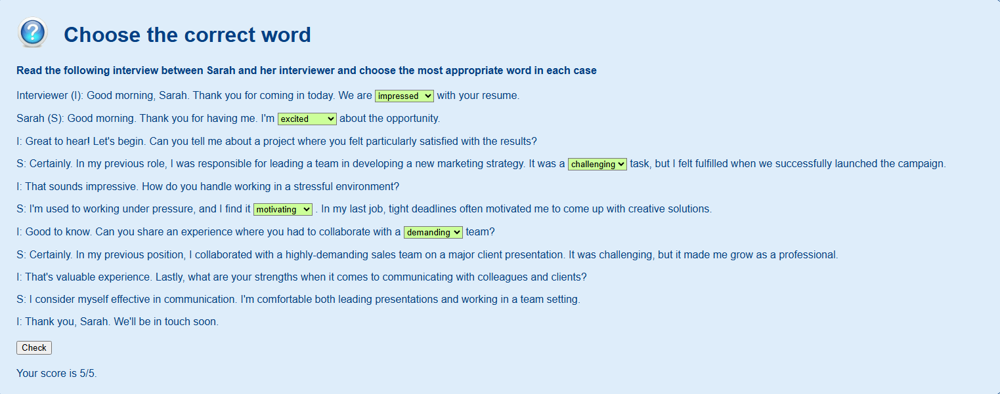 ?
Choose the correct word
Read the following interview between Sarah and her interviewer and choose the most appropriate word in each case
Interviewer (I): Good morning, Sarah. Thank you for coming in today. We are impressed with your resume.
Sarah (S): Good morning. Thank you for having me. I'm excited about the opportunity.
I: Great to hear! Let's begin. Can you tell me about a project where you felt particularly satisfied with the results?
S: Certainly. In my previous role, I was responsible for leading a team in developing a new marketing strategy. It was a challenging task, but I felt fulfilled when we successfully launched the campaign.
I: That sounds impressive. How do you handle working in a stressful environment?
S: I'm used to working under pressure, and I find it motivating . In my last job, tight deadlines often motivated me to come up with creative solutions.
I: Good to know. Can you share an experience where you had to collaborate with a demanding team?
S: Certainly. In my previous position, I collaborated with a highly-demanding sales team on a major client presentation. It was challenging, but it made me grow as a professional.
I: That's valuable experience. Lastly, what are your strengths when it comes to communicating with colleagues and clients?
S: I consider myself effective in communication. I'm comfortable both leading presentations and working in a team setting.
I: Thank you, Sarah. We'll be in touch soon.
Check
Your score is 5/5.